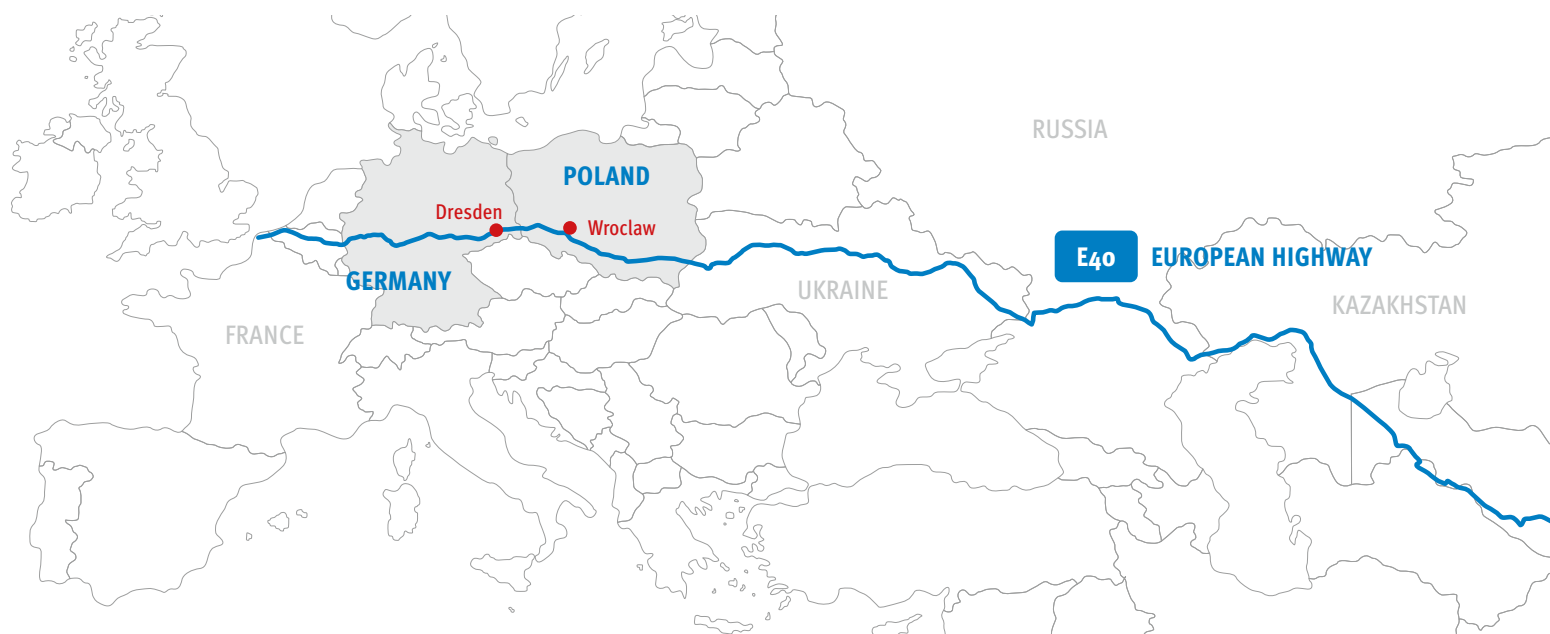 RUSSIA
POLAND
Dresden
Wroclaw
E40 EUROPEAN HIGHWAY
GERMANY
UKRAINE
KAZAKHSTAN
FRANCE